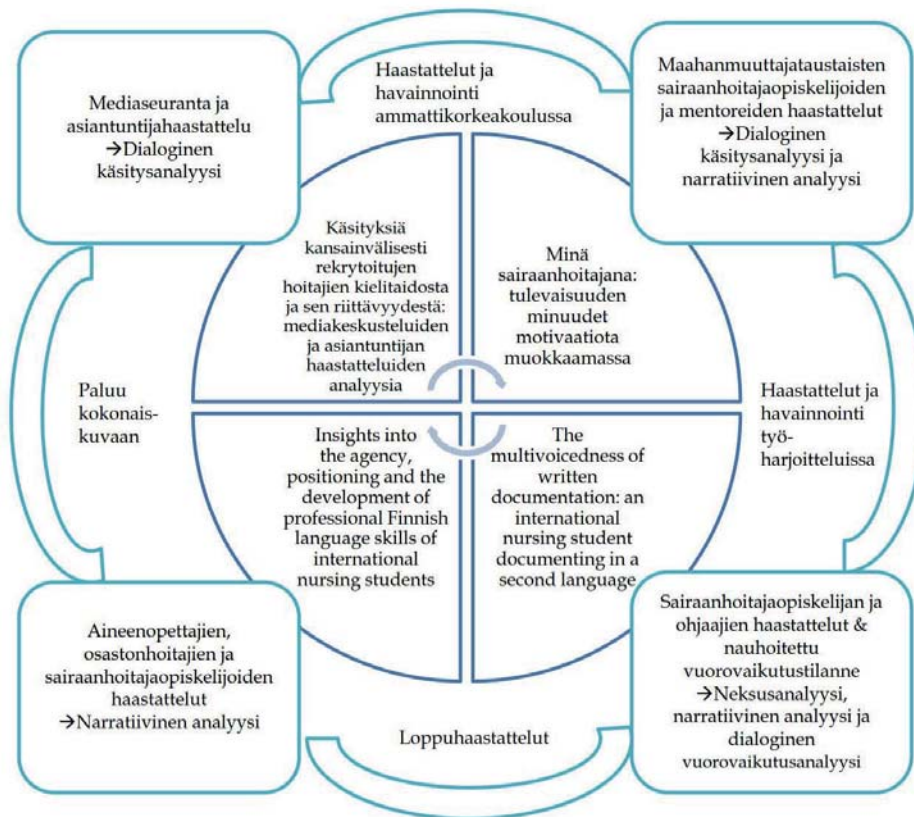 Mediaseuranta ja
asiantuntijahaastattelu
→Dialoginen
käsitysanalyysi
Haastattelut ja
havainnointi
ammattikorkeakoulussa
Maahanmuuttajataustaisten
sairaanhoitajaopiskelijoiden
ja mentoreiden haastattelut
→Dialoginen
käsitysanalyysi ja
narratiivinen analyysi
Käsityksiä
kansainvälisesti
rekrytoitujen
hoitajien kielitaidosta
ja sen riittävyydestä:
mediakeskusteluiden
ja asiantuntijan
haastatteluiden
analyysia
Minä
sairaanhoitajana:
tulevaisuuden
minuudet
motivaatiota
muokkaamassa
Paluu
kokonais-
kuvaan
Haastattelut ja
havainnointi
työ-
harjoitteluissa
Insights into
the agency,
positioning and the
development of
professional Finnish
language skills of
international
nursing students
The
multivoicedness of
written
documentation: an
international
nursing student
documenting in a
second language
Aineenopettajien,
osastonhoitajien ja
sairaanhoitajaopiskelijoiden
haastattelut
→Narratiivinen analyysi
Loppuhaastattelut
Sairaanhoitajaopiskelijan ja
ohjaajien haastattelut &
nauhoitettu
vuorovaikutustilanne
→Neksusanalyysi,
narratiivinen analyysi ja
dialoginen
vuorovaikutusanalyysi